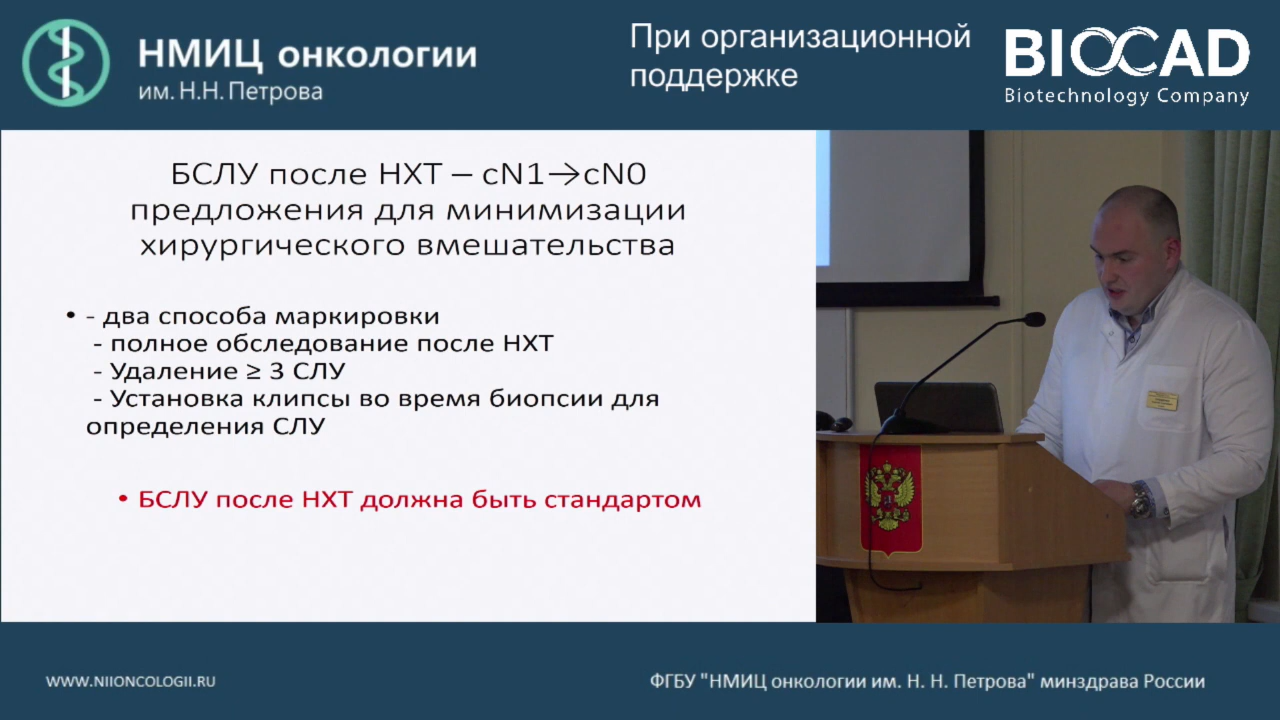 НМИЦ онкологии
им. Н.Н. Петрова
При организационной
поддержке
BIOCAD
Biotechnology Company
БСЛУ после НХТ – cN1→cN0
предложения для минимизации
хирургического вмешательства
• - два способа маркировки
- полное обследование после НХТ
- Удаление ≥ 3 СЛУ
- Установка клипсы во время биопсии для
определения СЛУ
• БСЛУ после НХТ должна быть стандартом
WWW.NIIONCOLOGII.RU
ФГБУ "НМИЦ онкологии им. Н. Н. Петрова" минздрава России